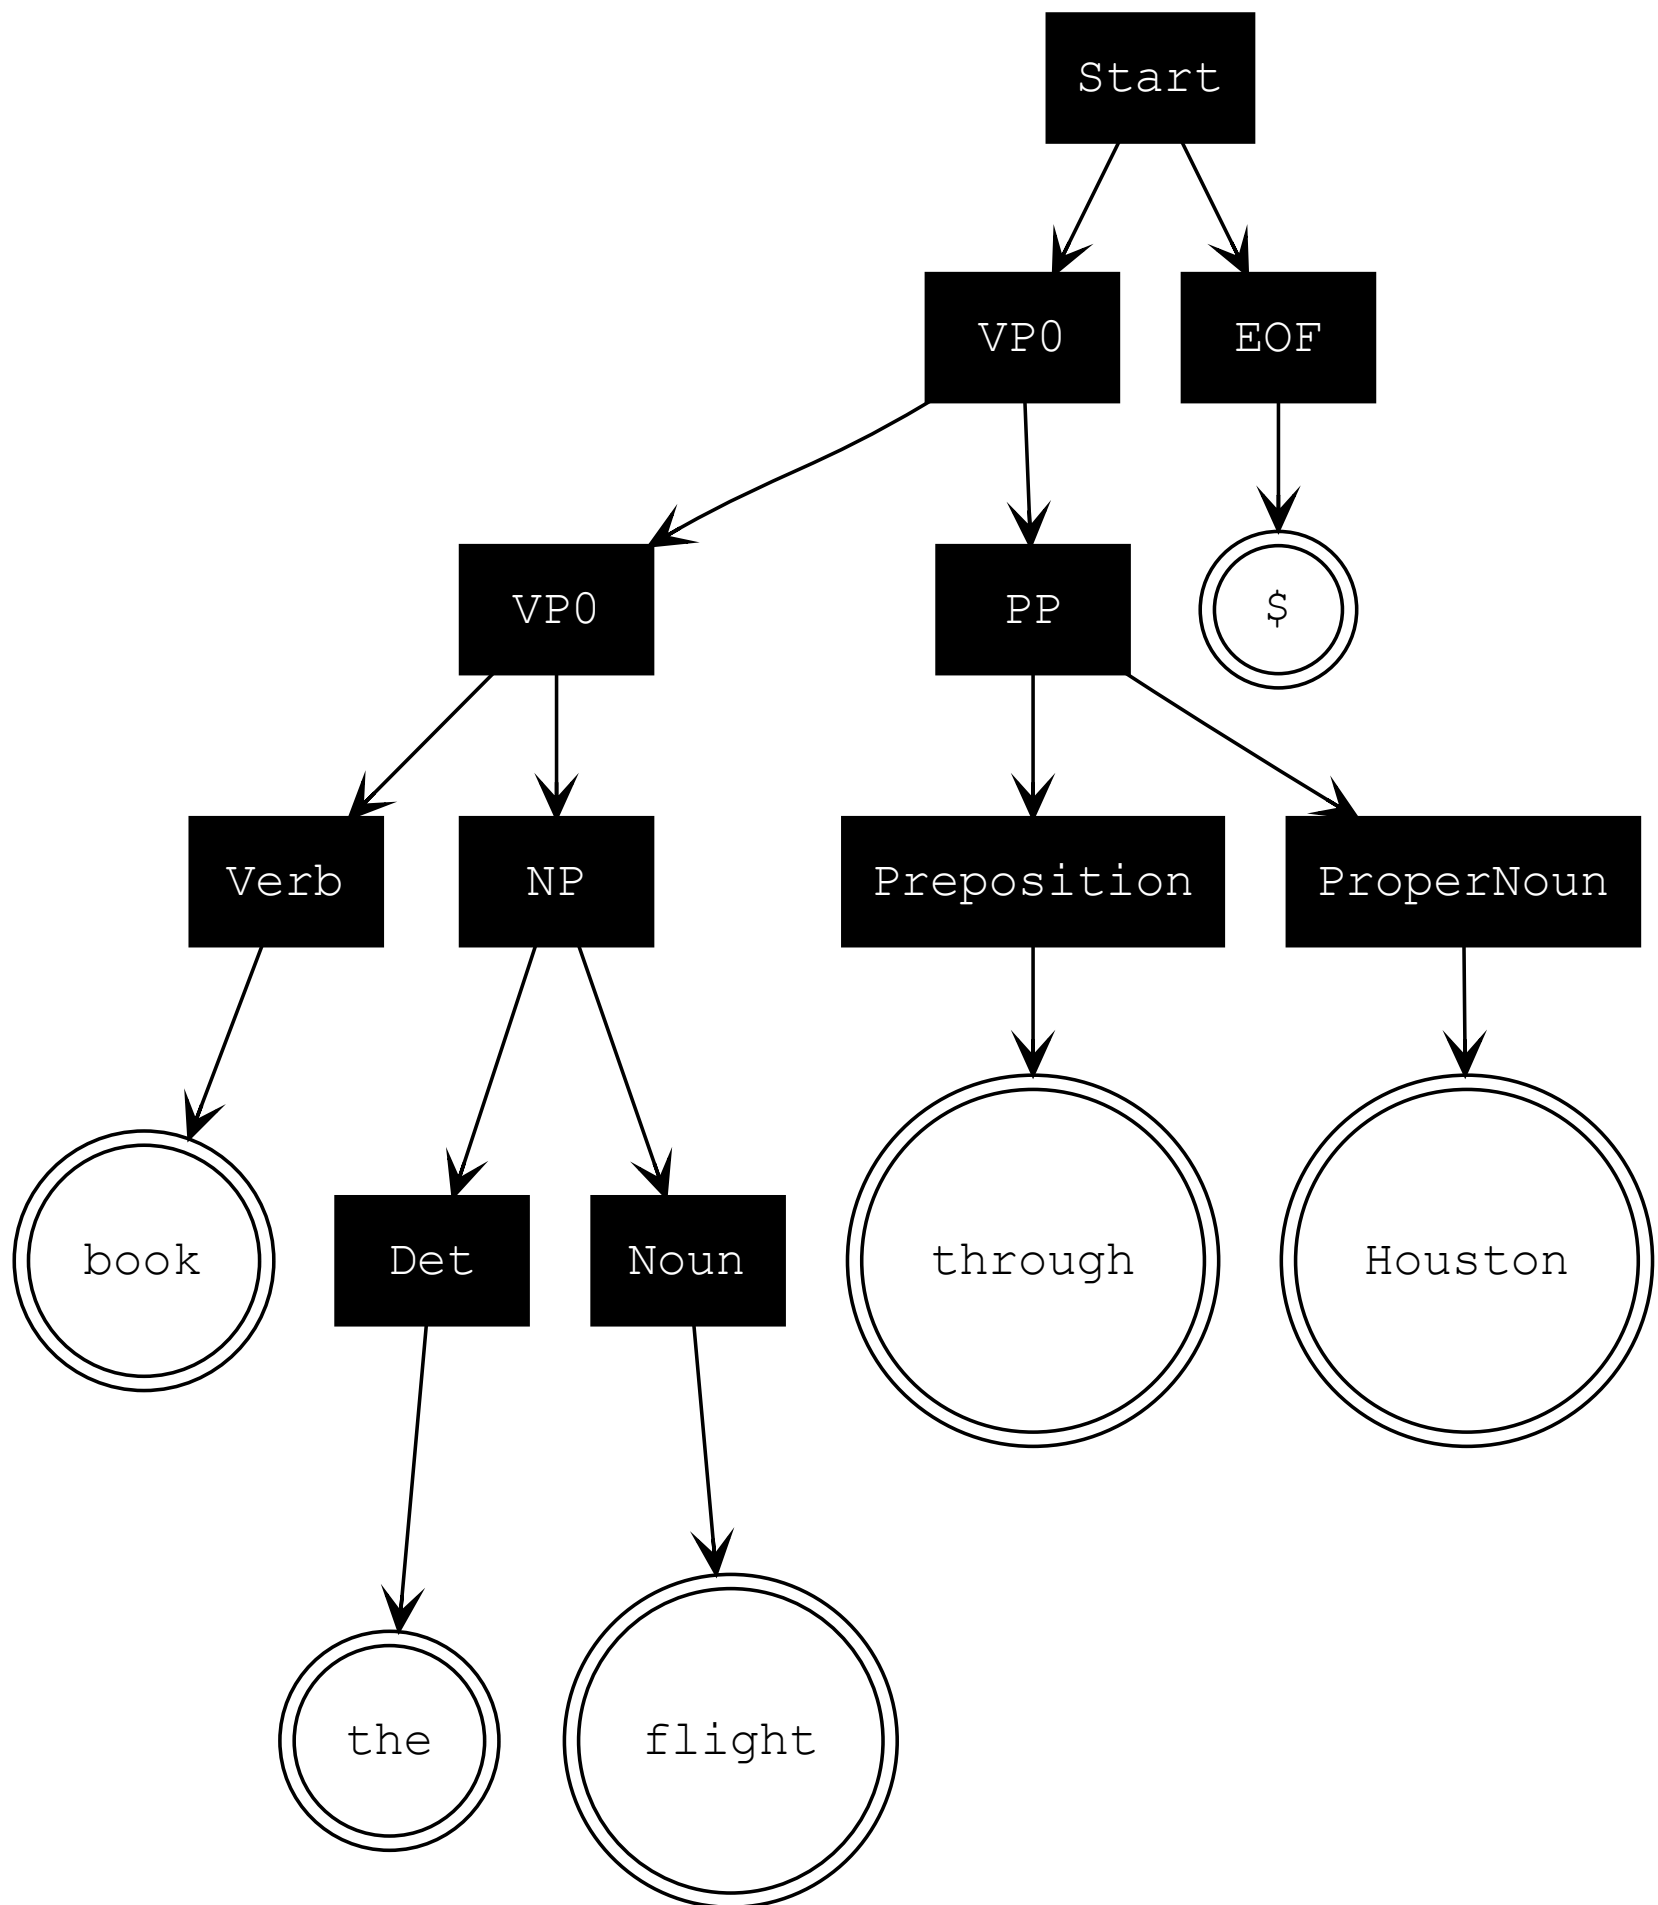 Start
VP0
EOF
VP0
PP
$
Verb
NP
Preposition
ProperNoun
book
Det
Noun
through
Houston
the
flight